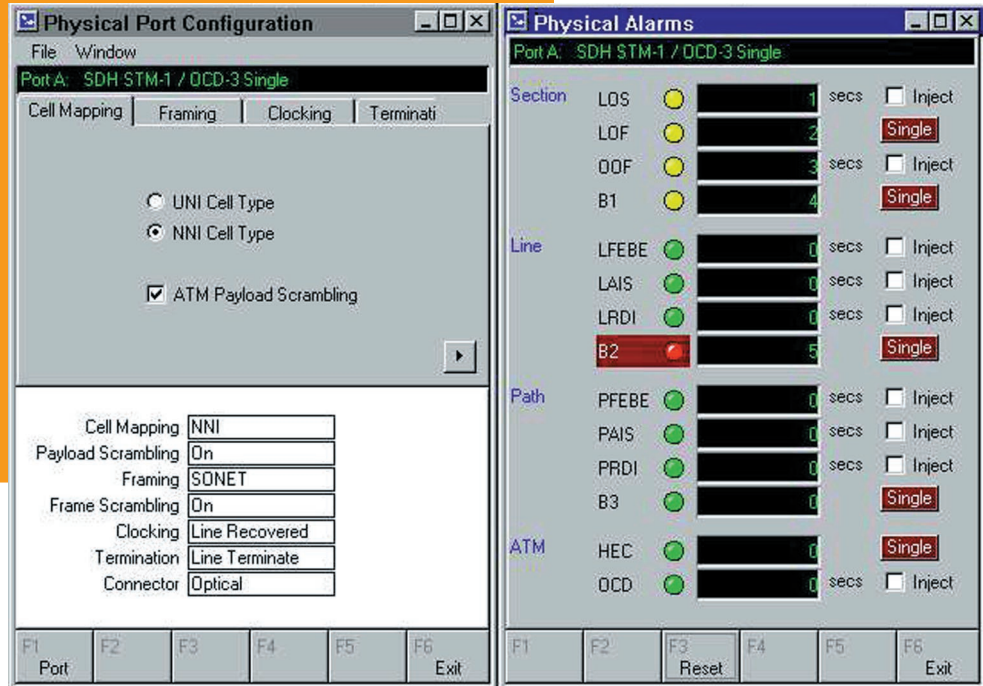 Physical Port Configuration
File Window
Port A: SDH STM-1 / OCD-3 Single
Cell Mapping Framing Clocking Terminati
UNI Cell Type
NNI Cell Type
ATM Payload Scrambling
Cell Mapping NNI
Payload Scrambling On
Framing SONET
Frame Scrambling On
Clocking Line Recovered
Termination Line Terminate
Connector Optical
F1 Port F2 F3 F4 F5 F6 Exit
Physical Alarms
Port A: SDH STM-1 / OCD-3 Single
Section LOS 1 secs Inject
LOF 2 Single
OOF 3 secs Inject
B1 4 Single
Line LFEBE 0 secs Inject
LAIS 0 secs Inject
LRDI 0 secs Inject
B2 5 Single
Path PFEBE 0 secs Inject
PAIS 0 secs Inject
PRDI 0 secs Inject
B3 0 Single
ATM HEC 0 Single
OCD 0 secs Inject
F1 F2 F3 Reset F4 F5 F6 Exit